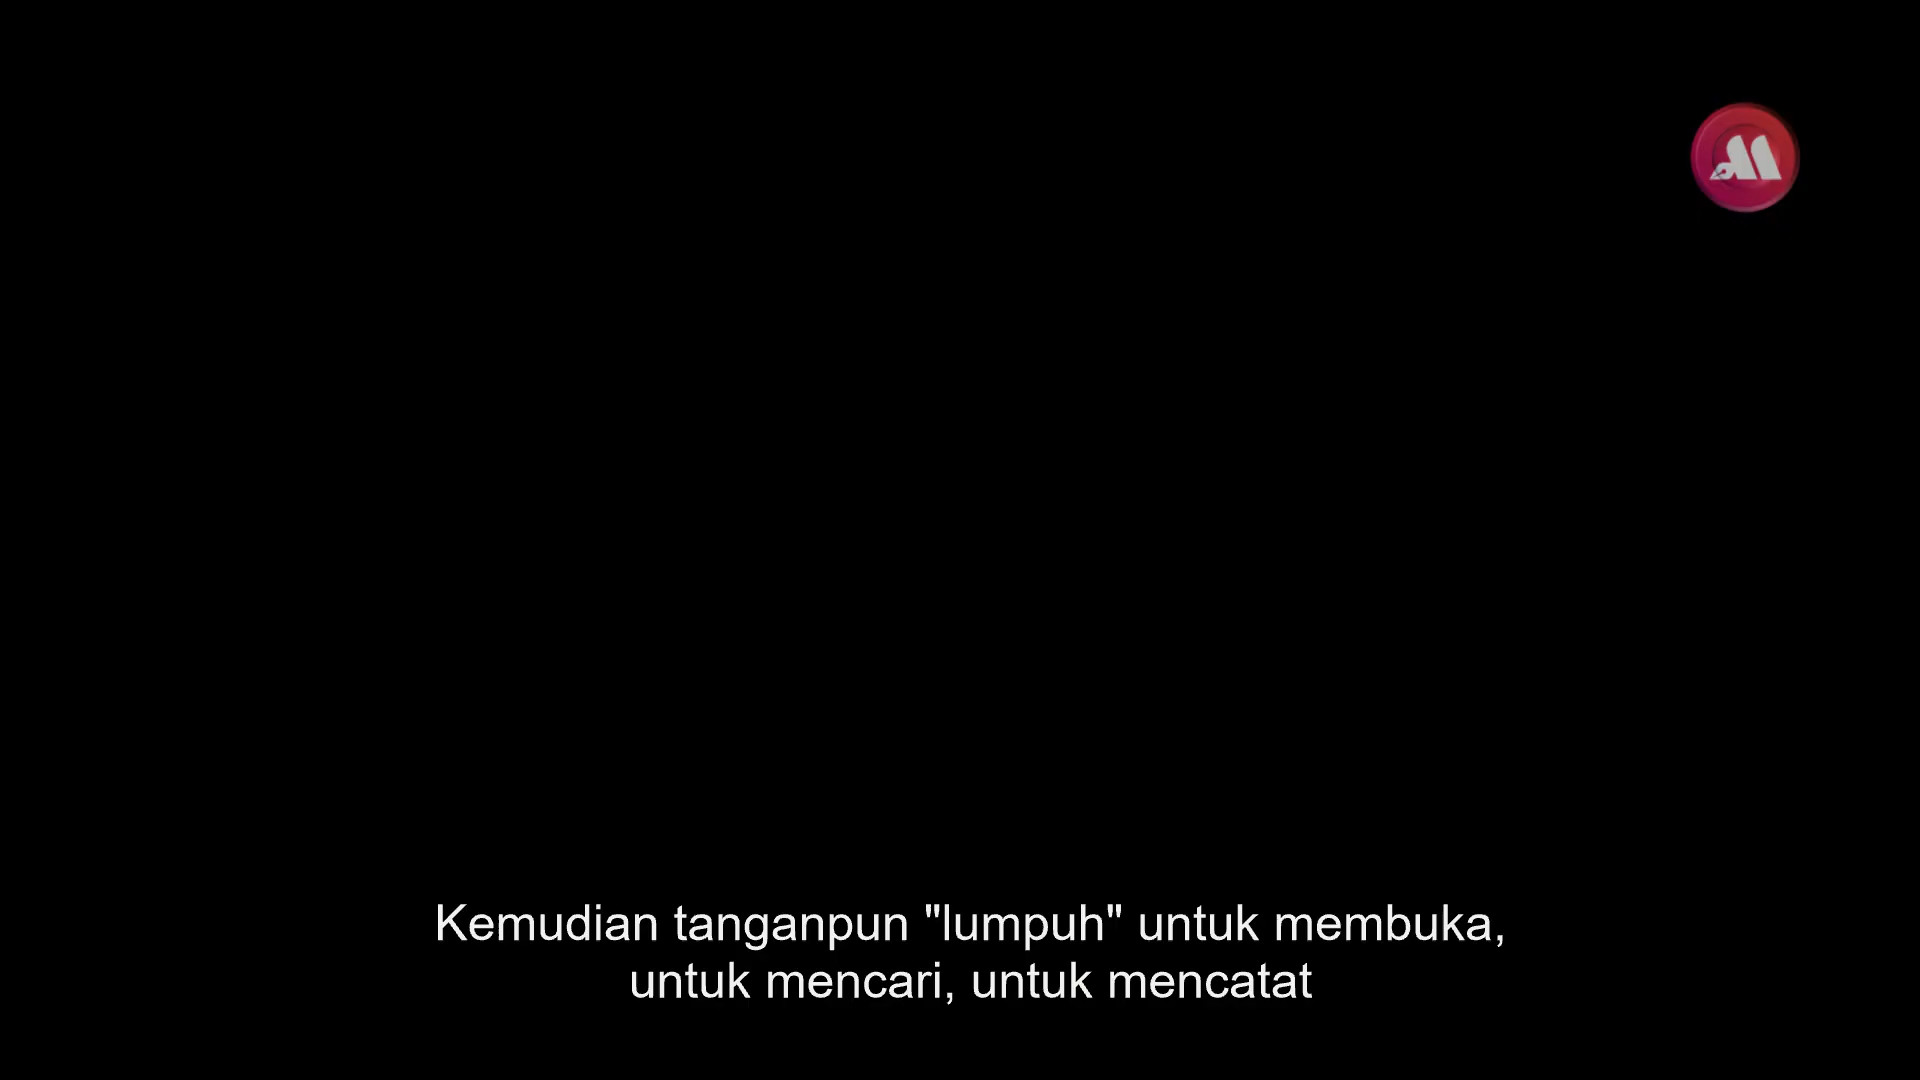 Kemudian tanganpun "lumpuh" untuk membuka,
untuk mencari, untuk mencatat